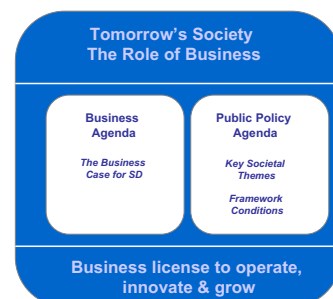 Tomorrow's Society
The Role of Business
Business
Agenda
The Business
Case for SD
Public Policy
Agenda
Key Societal
Themes
Framework
Conditions
Business license to operate,
innovate & grow